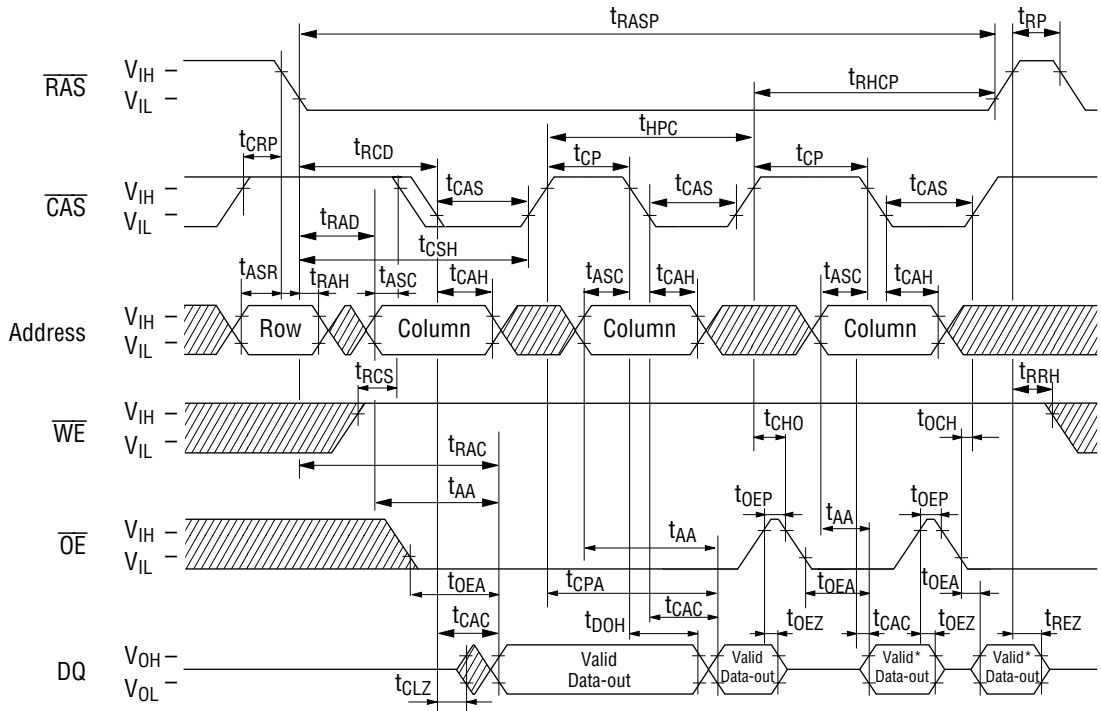 tRASP
tRP
RAS
VIH
VIL
tRHCP
tCRP
tRCD
tHPC
tCP
tCP
CAS
VIH
VIL
tCAS
tCAS
tCAS
tRAD
tCSH
tASR
tRAH
tASC
tCAH
tASC
tCAH
tASC
tCAH
Address
VIH
VIL
Row
Column
Column
Column
tRCS
tRRH
WE
VIH
VIL
tCHO
tOCH
tRAC
tAA
tOEP
tOEP
OE
VIH
VIL
tAA
tAA
tOEA
tCPA
tOEA
tOEA
tCAC
tDOH
tCAC
tOEZ
tCAC
tOEZ
tREZ
DQ
VOH
VOL
Valid
Data-out
Valid
Data-out
Valid*
Data-out
Valid*
Data-out
tCLZ